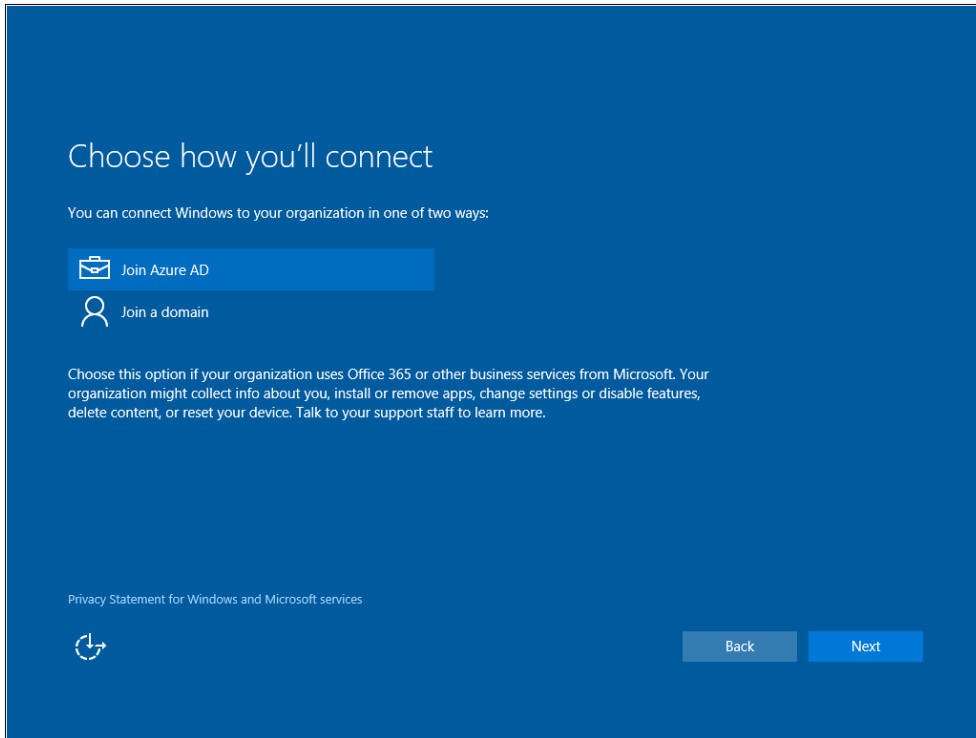 Choose how you'll connect
You can connect Windows to your organization in one of two ways:
Join Azure AD
Join a domain
Choose this option if your organization uses Office 365 or other business services from Microsoft. Your
organization might collect info about you, install or remove apps, change settings or disable features,
delete content, or reset your device. Talk to your support staff to learn more.
Privacy Statement for Windows and Microsoft services
Back
Next